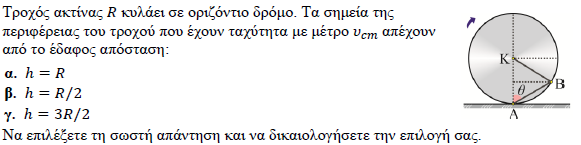 Τροχός ακτίνας R κυλάει σε οριζόντιο δρόμο. Τα σημεία της
περιφέρειας του τροχού που έχουν ταχύτητα με μέτρο υcm απέχουν
από το έδαφος απόσταση:
α. h = R
β. h = R/2
γ. h = 3R/2
Να επιλέξετε τη σωστή απάντηση και να δικαιολογήσετε την επιλογή σας.
K
B
θ
A